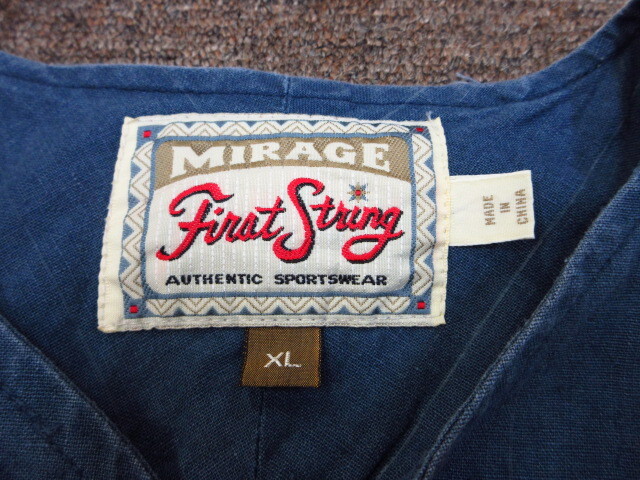 MIRAGE
First String
AUTHENTIC SPORTSWEAR
XL
MADE
IN
CHINA